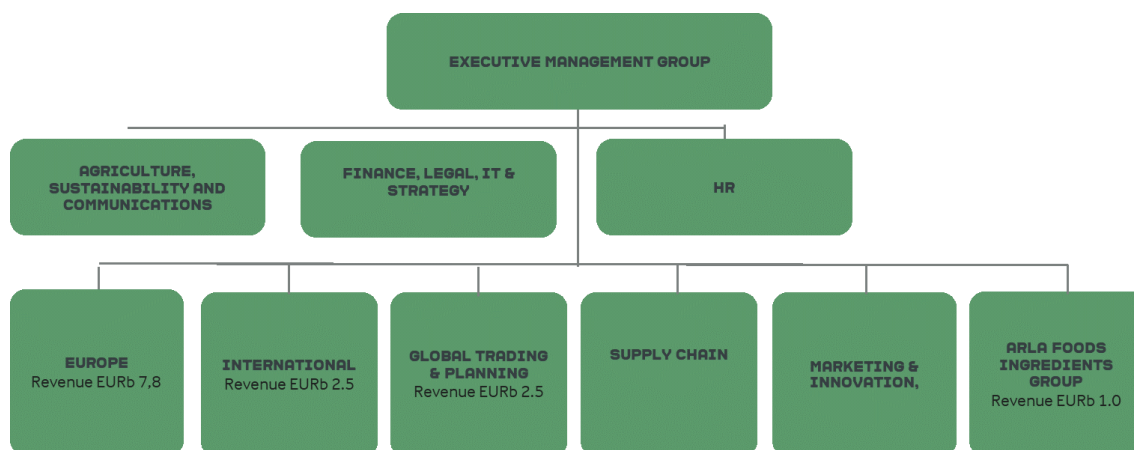 EXECUTIVE MANAGEMENT GROUP
AGRICULTURE,
SUSTAINABILITY AND
COMMUNICATIONS
FINANCE, LEGAL, IT &
STRATEGY
HR
EUROPE
Revenue EURb 7,8
INTERNATIONAL
Revenue EURb 2.5
GLOBAL TRADING
& PLANNING
Revenue EURb 2.5
SUPPLY CHAIN
MARKETING &
INNOVATION,
ARLA FOODS
INGREDIENTS
GROUP
Revenue EURb 1.0